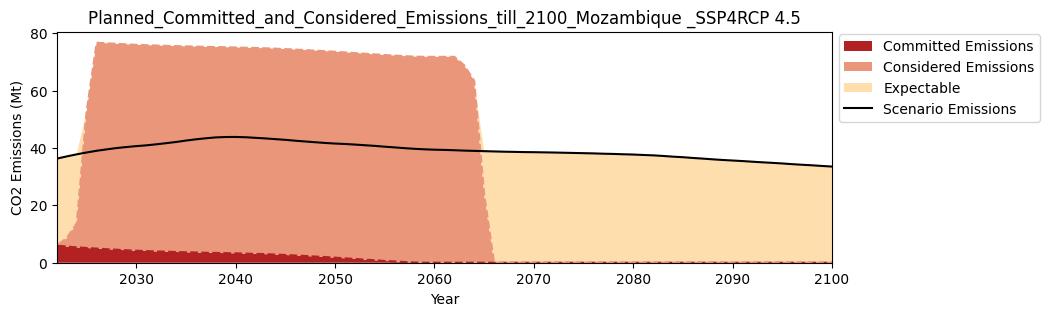 Planned_Committed_and_Considered_Emissions_till_2100_Mozambique _SSP4RCP 4.5
80
60
40
20
0
CO2 Emissions (Mt)
2030
2040
2050
2060
2070
2080
2090
2100
Year
Committed Emissions
Considered Emissions
Expectable
Scenario Emissions